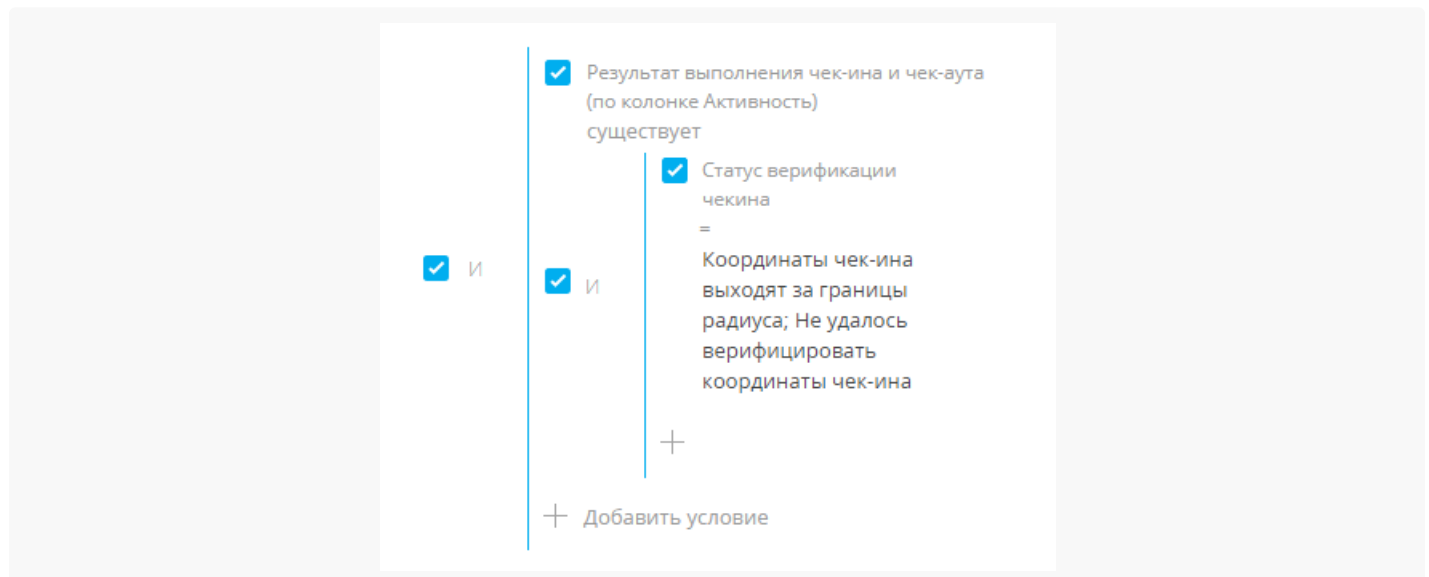 Результат выполнения чек-ина и чек-аута
(по колонке Активность)
существует
Статус верификации
чекина
=
Координаты чек-ина
выходят за границы
радиуса; Не удалось
верифицировать
координаты чек-ина
И
И
Добавить условие